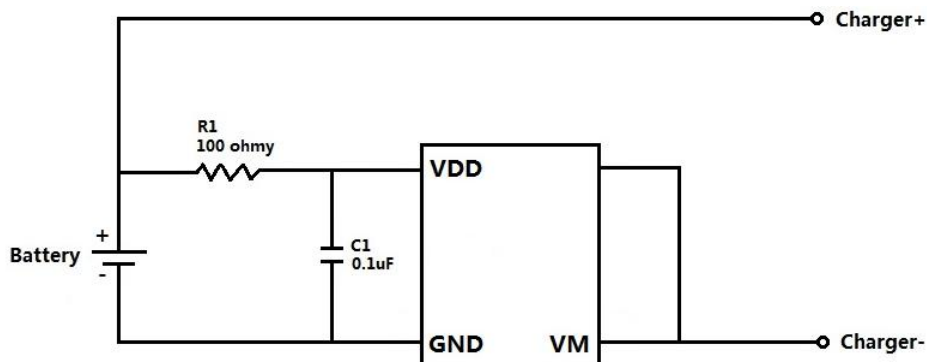 Charger+
R1
100 ohmy
VDD
+
Battery
-
C1
0.1uF
GND
VM
Charger-